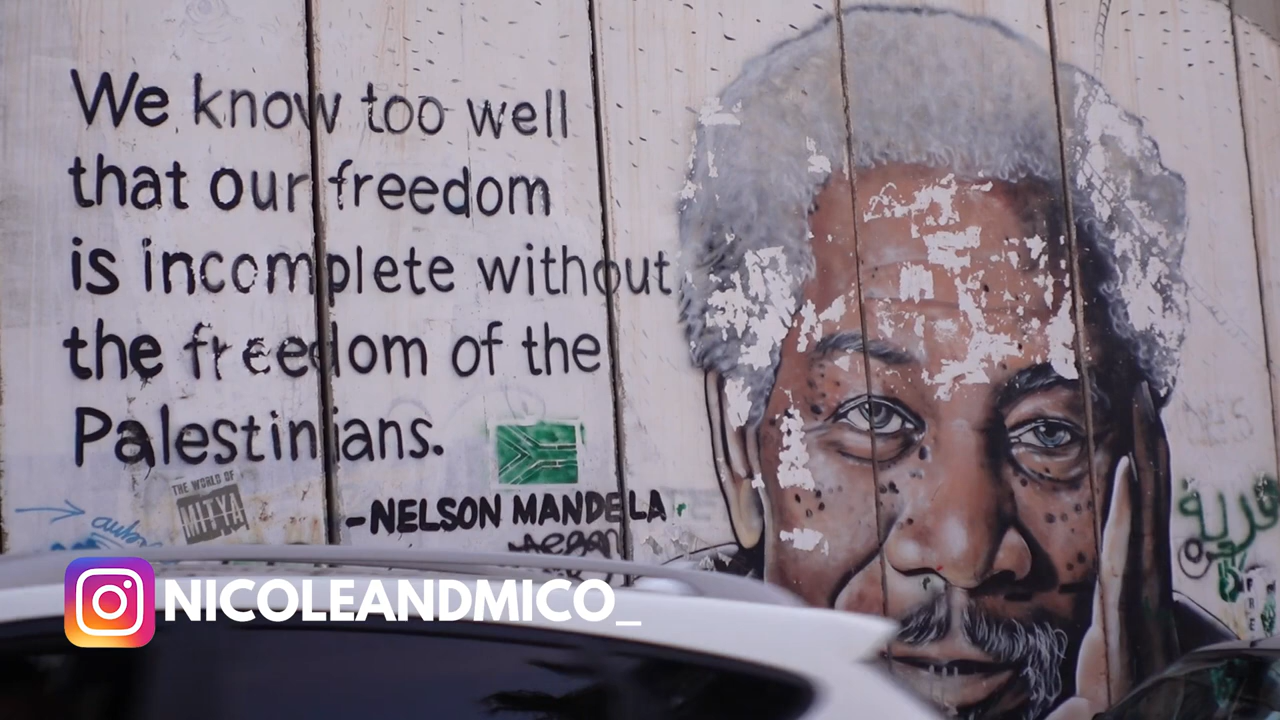 We know too well
that our freedom
is incomplete without
the freedom of the
Palestinians.
THE WORLD OF
MITYA
-NELSON MANDELA
قرية
NICOLEANDMICO_